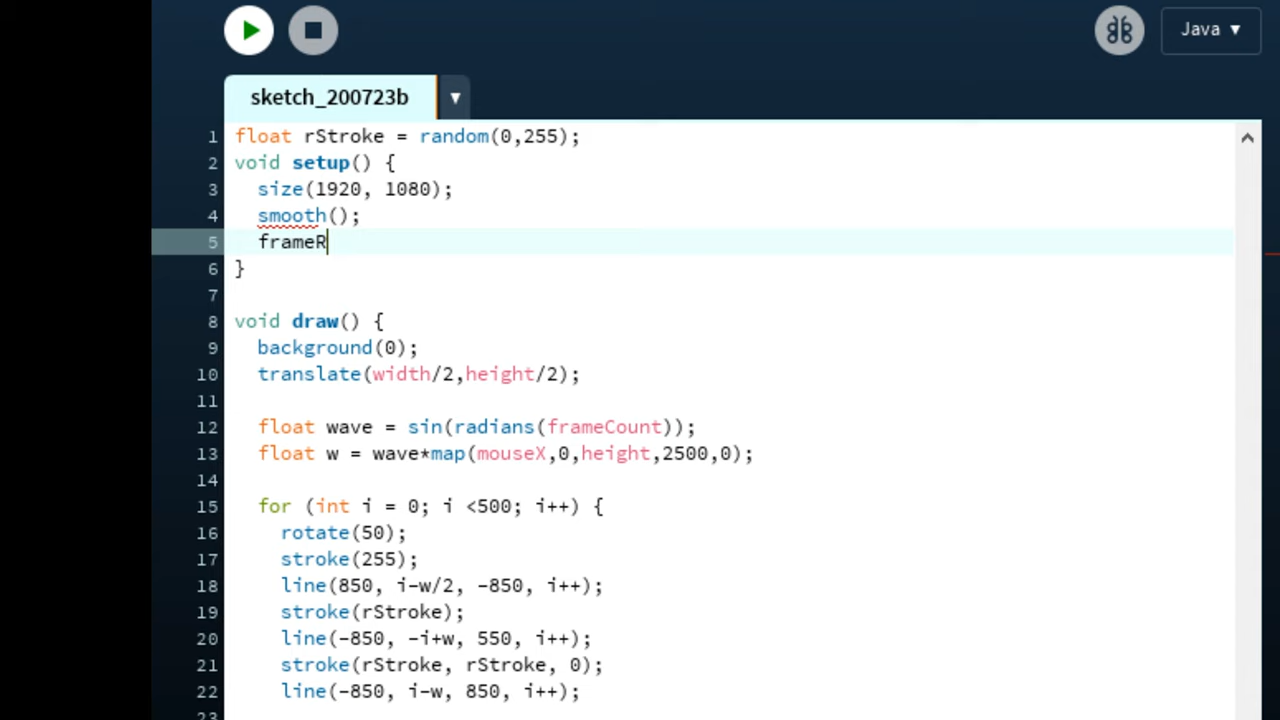 Java ▼
sketch_200723b ▼
1 float rStroke = random(0,255);
2 void setup() {
3 size(1920, 1080);
4 smooth();
5 frameR
6 }
7
8 void draw() {
9 background(0);
10 translate(width/2,height/2);
11
12 float wave = sin(radians(frameCount));
13 float w = wave*map(mouseX,0,height,2500,0);
14
15 for (int i = 0; i <500; i++) {
16 rotate(50);
17 stroke(255);
18 line(850, i-w/2, -850, i++);
19 stroke(rStroke);
20 line(-850, -i+w, 550, i++);
21 stroke(rStroke, rStroke, 0);
22 line(-850, i-w, 850, i++);
23